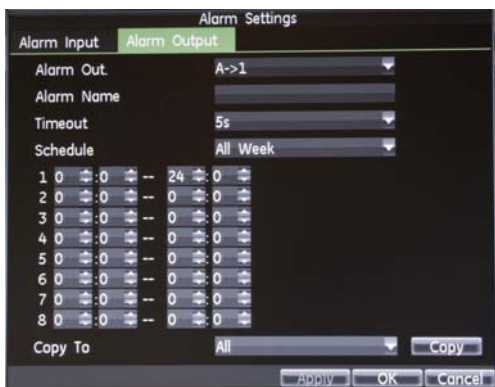 Alarm Settings
Alarm Input Alarm Output
Alarm Out. A->1
Alarm Name
Timeout 5s
Schedule All Week
1 0 :0 -- 24 :0
2 0 :0 -- 0 :0
3 0 :0 -- 0 :0
4 0 :0 -- 0 :0
5 0 :0 -- 0 :0
6 0 :0 -- 0 :0
7 0 :0 -- 0 :0
8 0 :0 -- 0 :0
Copy To All Copy
Apply OK Cancel